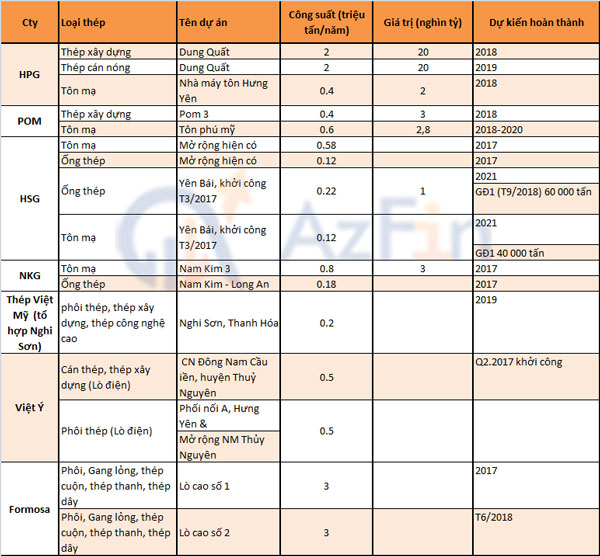 Cty Loại thép Tên dự án Công suất (triệu tấn/năm) Giá trị (nghìn tỷ) Dự kiến hoàn thành
HPG
Thép xây dựng Dung Quất 2 20 2018
Thép cán nóng Dung Quất 2 20 2019
Tôn mạ Nhà máy tôn Hưng Yên 0.4 2 2018
POM
Thép xây dựng Pom 3 0.4 3 2018
Tôn mạ Tôn phú mỹ 0.6 2,8 2018-2020
HSG
Tôn mạ Mở rộng hiện có 0.58 2017
Ống thép Mở rộng hiện có 0.12 2017
Ống thép Yên Bái, khởi công T3/2017 0.22 1 2021
GĐ1 (T9/2018) 60 000 tấn
Tôn mạ Yên Bái, khởi công T3/2017 0.12 2021
GĐ1 40 000 tấn
NKG
Tôn mạ Nam Kim 3 0.8 3 2017
Ống thép Nam Kim - Long An 0.18 2017
Thép Việt Mỹ (tổ hợp Nghi Sơn)
phôi thép, thép xây dựng, thép công nghệ cao Nghi Sơn, Thanh Hóa 0.2 2019
Việt Ý
Cán thép, thép xây dựng (Lò điện) CN Đông Nam Cầu iền, huyện Thuỷ Nguyên 0.5 Q2.2017 khởi công
Phôi thép (Lò điện) Phối nối A, Hưng Yên & 0.5
Mở rộng NM Thủy Nguyên
Formosa
Phôi, Gang lỏng, thép cuộn, thép thanh, thép dây Lò cao số 1 3 2017
Phôi, Gang lỏng, thép cuộn, thép thanh, thép dây Lò cao số 2 3 T6/2018
AzFin